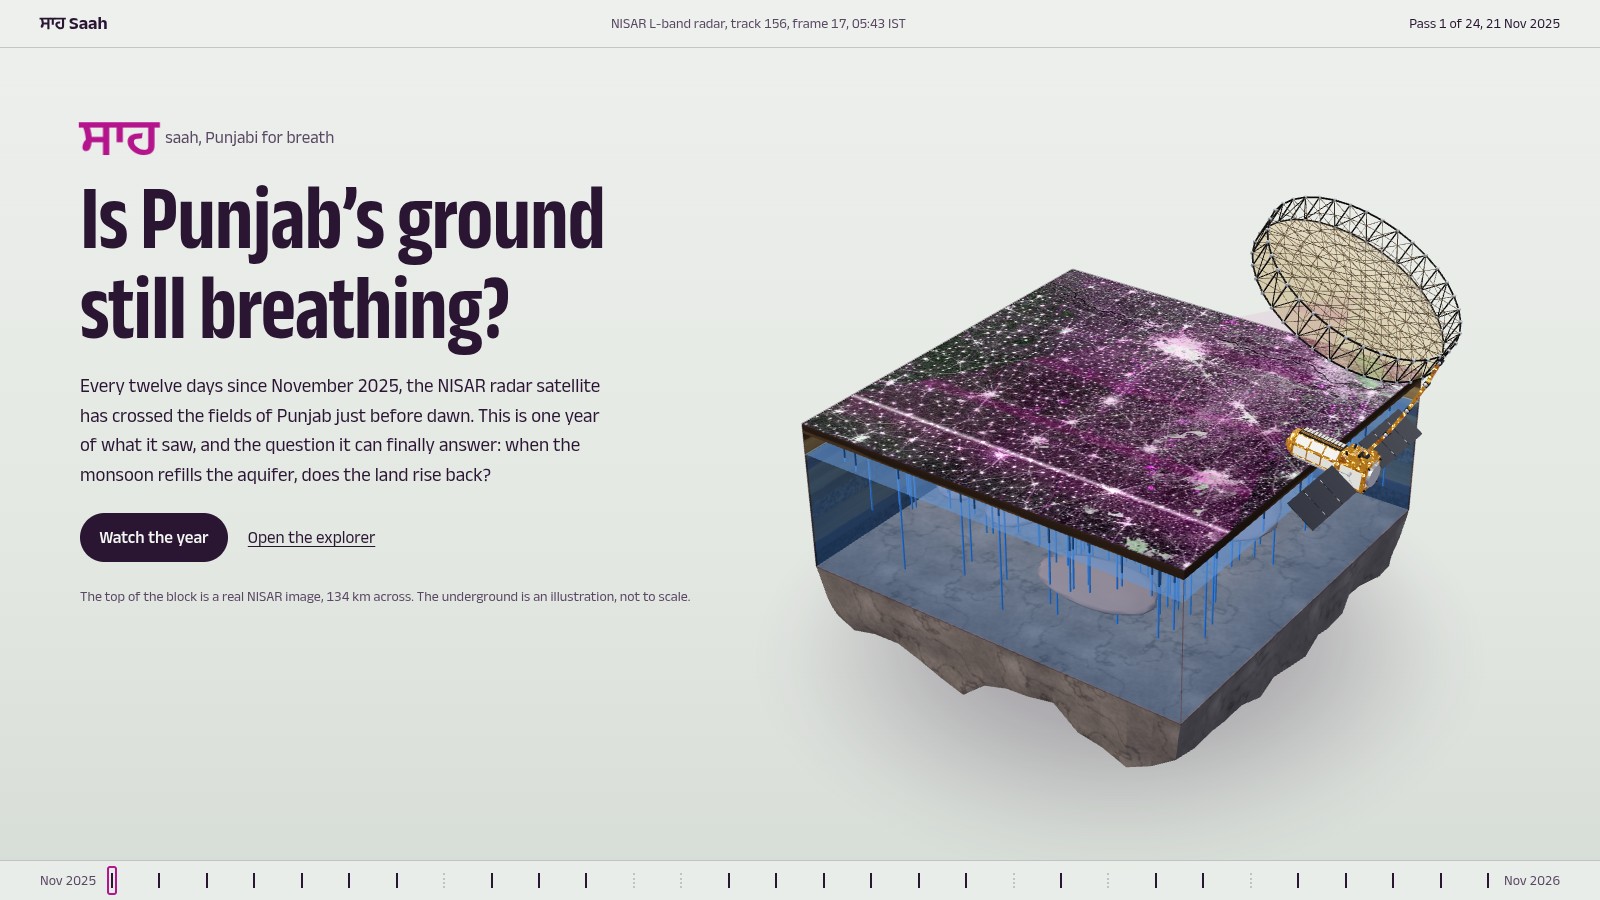 ਸਾਹ Saah
NISAR L-band radar, track 156, frame 17, 05:43 IST
Pass 1 of 24, 21 Nov 2025
ਸਾਹ saah, Punjabi for breath
Is Punjab’s ground
still breathing?
Every twelve days since November 2025, the NISAR radar satellite
has crossed the fields of Punjab just before dawn. This is one year
of what it saw, and the question it can finally answer: when the
monsoon refills the aquifer, does the land rise back?
Watch the year
Open the explorer
The top of the block is a real NISAR image, 134 km across. The underground is an illustration, not to scale.
Nov 2025
Nov 2026